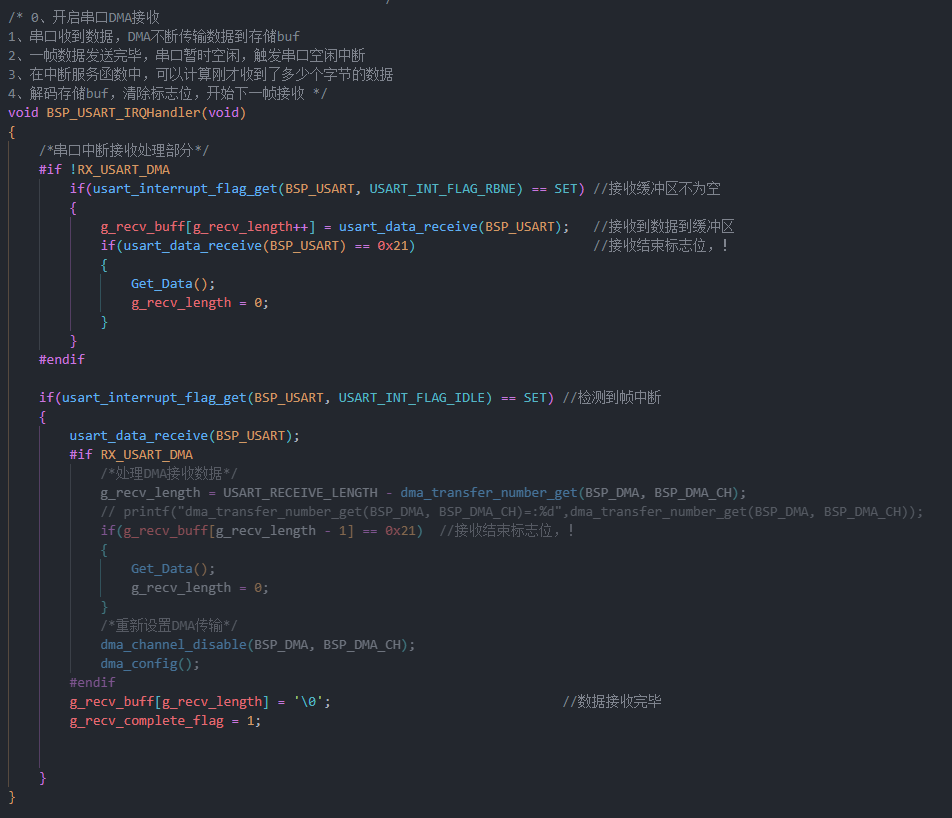 /* 0、开启串口DMA接收
1、串口收到数据，DMA不断传输数据到存储buf
2、一帧数据发送完毕，串口暂时空闲，触发串口空闲中断
3、在中断服务函数中，可以计算刚才收到了多少个字节的数据
4、解码存储buf，清除标志位，开始下一帧接收 */
void BSP_USART_IRQHandler(void)
{
/*串口中断接收处理部分*/
#if !RX_USART_DMA
if(usart_interrupt_flag_get(BSP_USART, USART_INT_FLAG_RBNE) == SET) //接收缓冲区不为空
{
g_recv_buff[g_recv_length++] = usart_data_receive(BSP_USART); //接收到数据到缓冲区
if(usart_data_receive(BSP_USART) == 0x21) //接收结束标志位，!
{
Get_Data();
g_recv_length = 0;
}
}
#endif
if(usart_interrupt_flag_get(BSP_USART, USART_INT_FLAG_IDLE) == SET) //检测到帧中断
{
usart_data_receive(BSP_USART);
#if RX_USART_DMA
/*处理DMA接收数据*/
g_recv_length = USART_RECEIVE_LENGTH - dma_transfer_number_get(BSP_DMA, BSP_DMA_CH);
// printf("dma_transfer_number_get(BSP_DMA, BSP_DMA_CH)=:%d",dma_transfer_number_get(BSP_DMA, BSP_DMA_CH));
if(g_recv_buff[g_recv_length - 1] == 0x21) //接收结束标志位，!
{
Get_Data();
g_recv_length = 0;
}
/*重新设置DMA传输*/
dma_channel_disable(BSP_DMA, BSP_DMA_CH);
dma_config();
#endif
g_recv_buff[g_recv_length] = '\0'; //数据接收完毕
g_recv_complete_flag = 1;
}
}